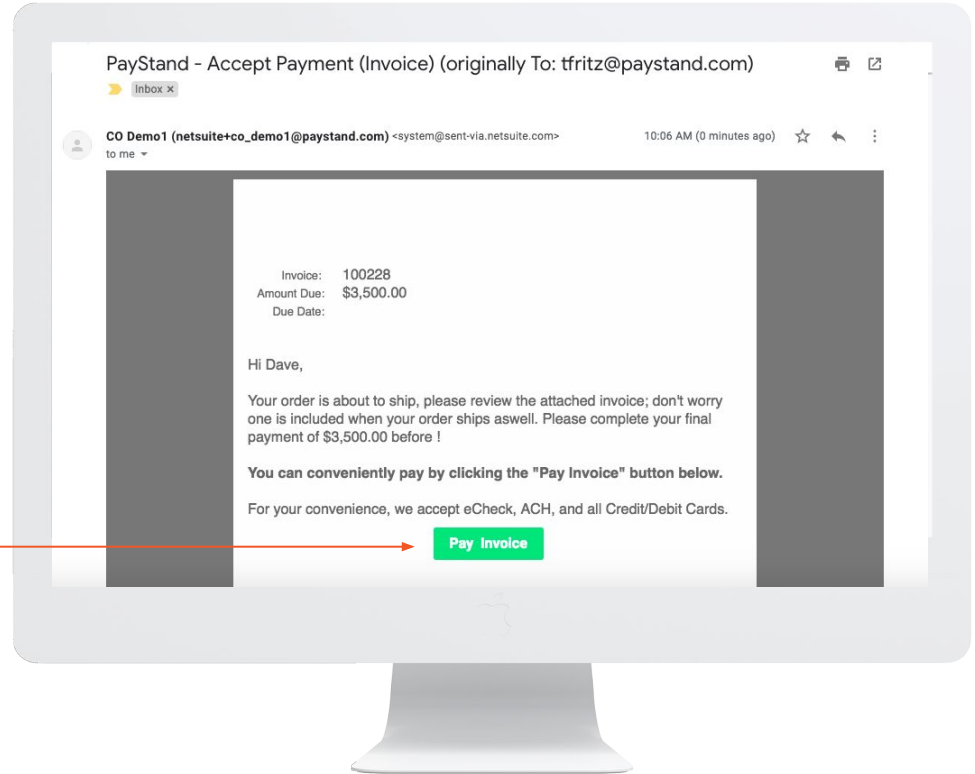 PayStand - Accept Payment (Invoice) (originally To: tfritz@paystand.com)
Inbox ×
CO Demo1 (netsuite+co_demo1@paystand.com) <system@sent-via.netsuite.com> 10:06 AM (0 minutes ago)
to me
Invoice: 100228
Amount Due: $3,500.00
Due Date:
Hi Dave,
Your order is about to ship, please review the attached invoice; don't worry
one is included when your order ships aswell. Please complete your final
payment of $3,500.00 before !
You can conveniently pay by clicking the "Pay Invoice" button below.
For your convenience, we accept eCheck, ACH, and all Credit/Debit Cards.
Pay Invoice